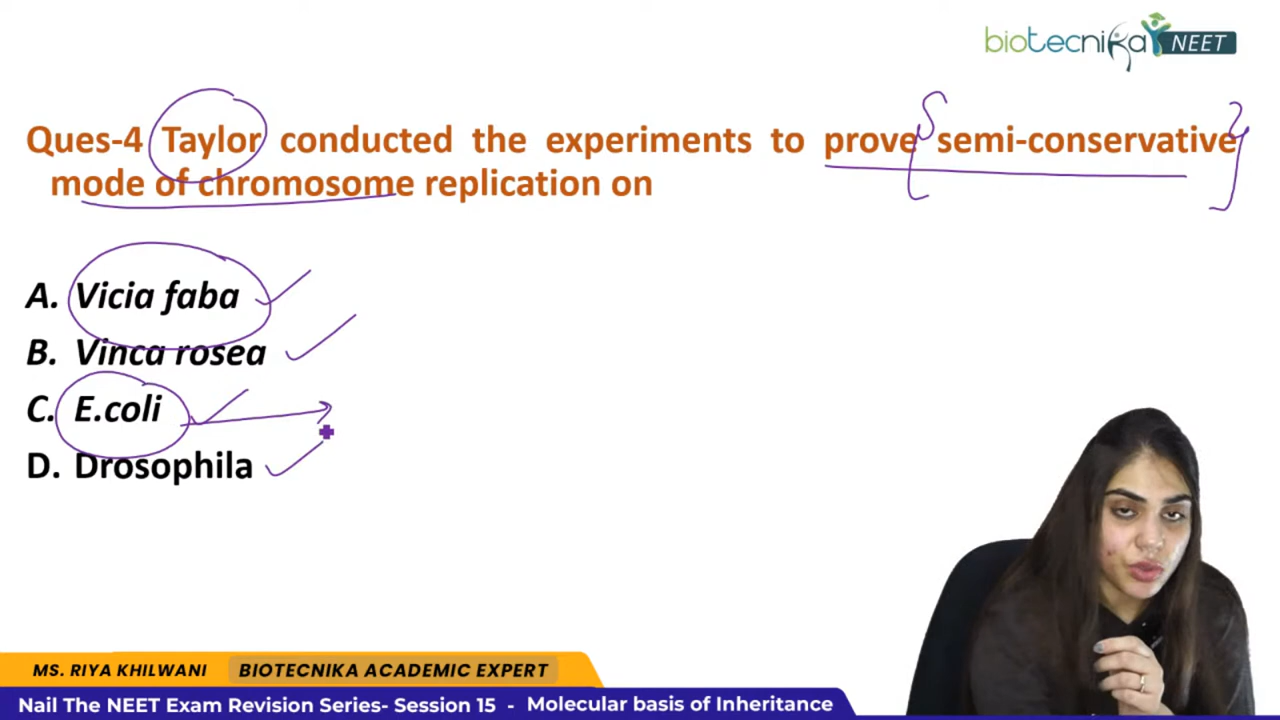 biotecnika NEET
Ques-4 Taylor conducted the experiments to prove semi-conservative
mode of chromosome replication on
A. Vicia faba
B. Vinca rosea
C. E.coli
D. Drosophila
MS. RIYA KHILWANI BIOTECNIKA ACADEMIC EXPERT
Nail The NEET Exam Revision Series- Session 15 - Molecular basis of Inheritance